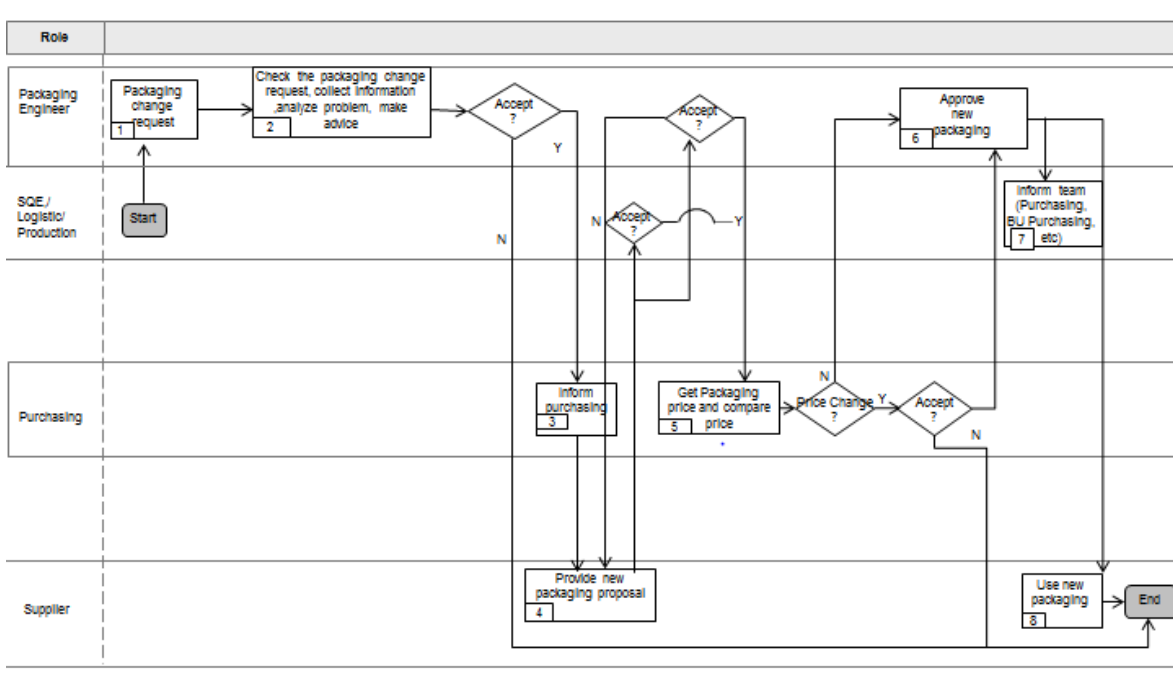 Role
Packaging
Engineer
Packaging
change
request
1
Check the packaging change
request, collect information
,analyze problem, make
advice
2
Accept
?
Y
N
Accept
?
Approve
new
packaging
6
SQE,/
Logistic/
Production
Start
N
Accept
?
Y
Inform team
(Purchasing,
BU Purchasing,
etc)
7
Purchasing
Inform
purchasing
3
Get Packaging
price and compare
price
5
N
Price Change
?
Y
Accept
?
N
Supplier
Provide new
packaging proposal
4
Use new
packaging
8
End